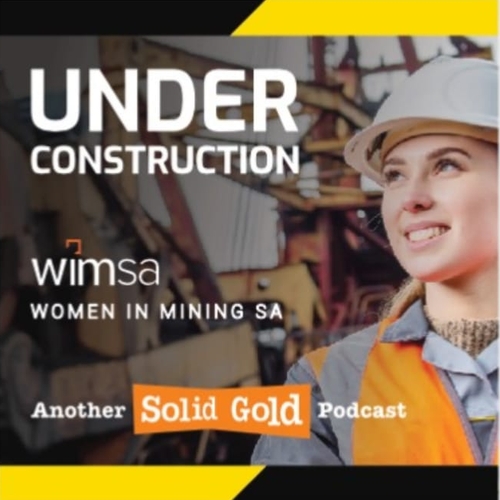 UNDER
CONSTRUCTION
wimsa
WOMEN IN MINING SA
Another Solid Gold Podcast